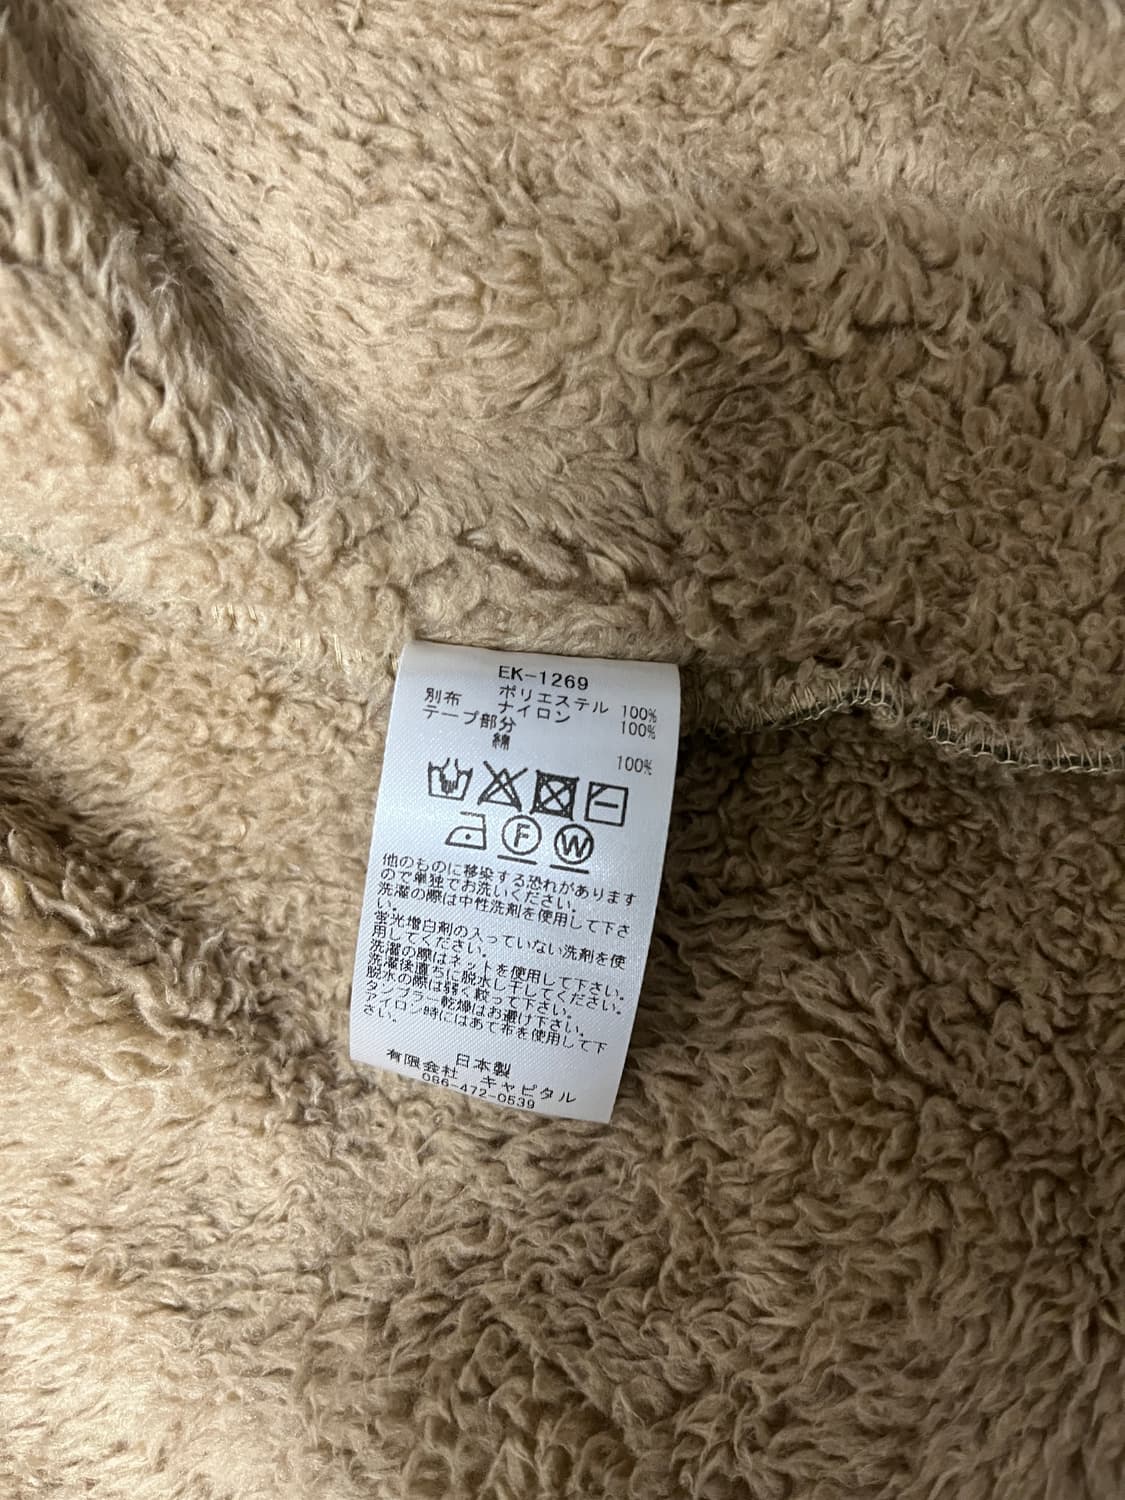 EK-1269
ポリエステル 100%
別布 ナイロン 100%
テープ部分
綿 100%
F W
他のものに移染する恐れがあります
ので単独でお洗いください。
洗濯の際は中性洗剤を使用して下さ
い。
蛍光増白剤の入っていない洗剤を使
用してください。
洗濯の際はネットを使用して下さい。
洗濯後直ちに脱水し干してください。
脱水の際は弱く絞って下さい。
タンブラー乾燥はお避け下さい。
アイロン時にはあて布を使用して下
さい。
日本製
有限会社 キャピタル
086-472-0539